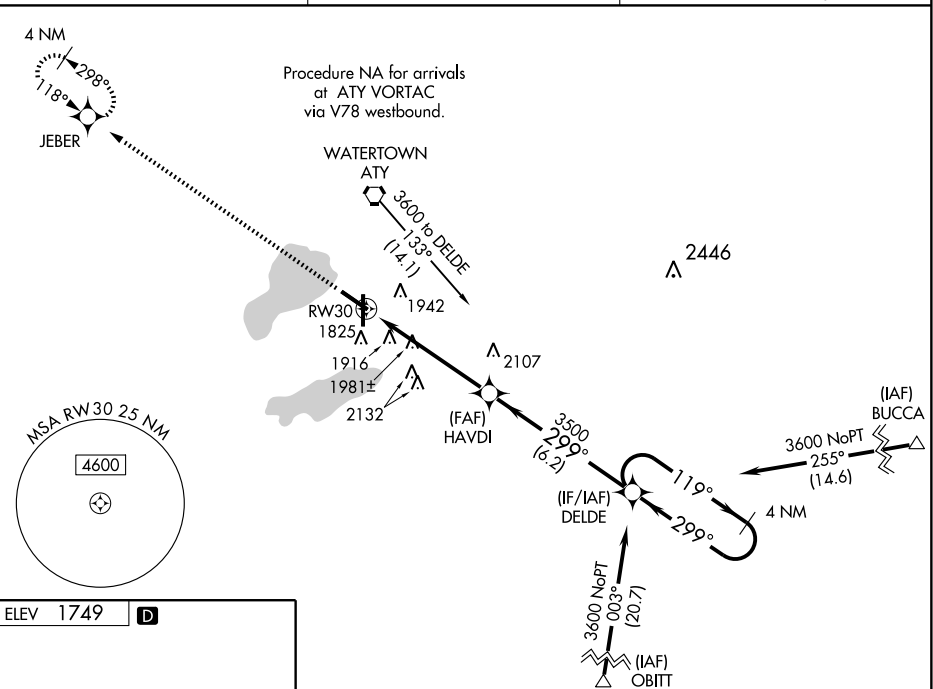 4 NM
298°
118°
JEBER
Procedure NA for arrivals
at ATY VORTAC
via V78 westbound.
WATERTOWN
ATY
3600 to DELDE
133°
(14.1)
2446
1942
RW30
1825
1916
1981±
2132
2107
(FAF)
HAVDI
3500
299°
(6.2)
(IAF)
BUCCA
3600 NoPT
255°
(14.6)
MSA RW30 25 NM
4600
(IF/IAF)
DELDE
119°
299°
4 NM
3600 NoPT
003°
(20.7)
(IAF)
OBITT
ELEV 1749 D